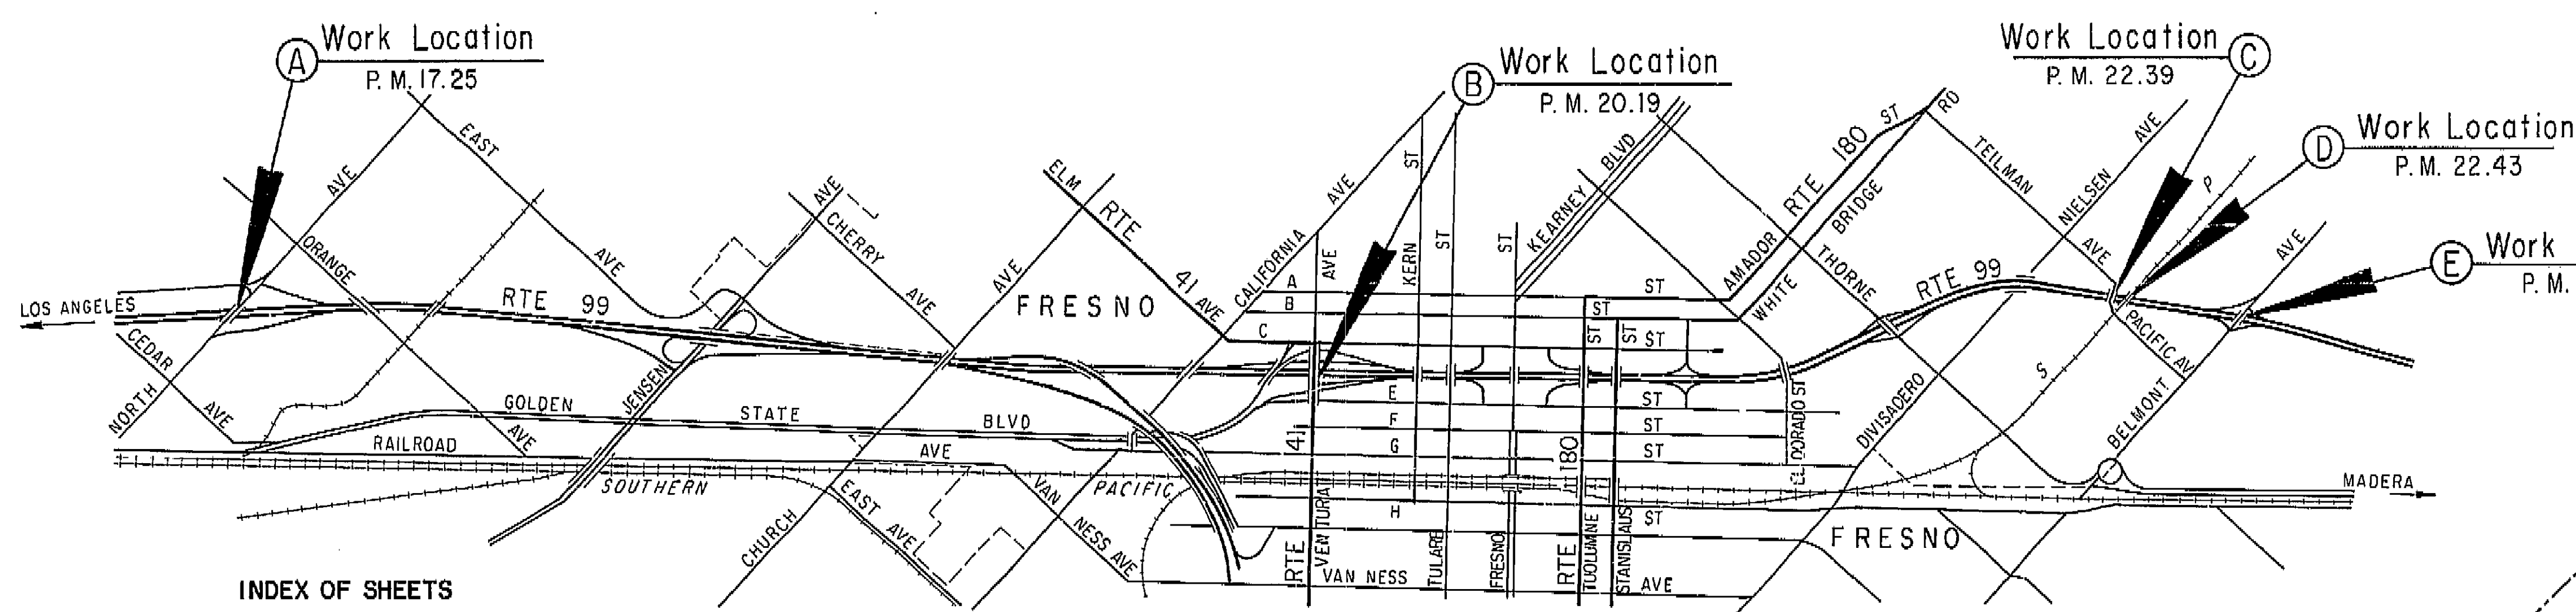 A Work Location
P. M. 17.25
B Work Location
P. M. 20.19
Work Location C
P. M. 22.39
D Work Location
P. M. 22.43
E Work
P. M.
LOS ANGELES
MADERA
FRESNO
FRESNO
RTE 99
RTE 99
EAST AVE
NORTH AVE
ORANGE AVE
CEDAR AVE
JENSEN AVE
CHERRY AVE
CHURCH AVE
ELM AVE
RTE 41
CALIFORNIA AVE
GOLDEN STATE BLVD
RAILROAD AVE
SOUTHERN PACIFIC
EAST AVE
VAN NESS AVE
A ST
B ST
C ST
E ST
F ST
G ST
H ST
VAN NESS AVE
RTE 41
VENTURA AVE
KERN ST
TULARE ST
FRESNO ST
RTE 180
TUOLUMNE ST
STANISLAUS ST
KEARNEY BLVD
AMADOR ST
RTE 180
WHITE BRIDGE RD
THORNE
TEILMAN AVE
NIELSEN AVE
EL DORADO ST
DIVISADERO
S P
PACIFIC AV
BELMONT AVE
INDEX OF SHEETS